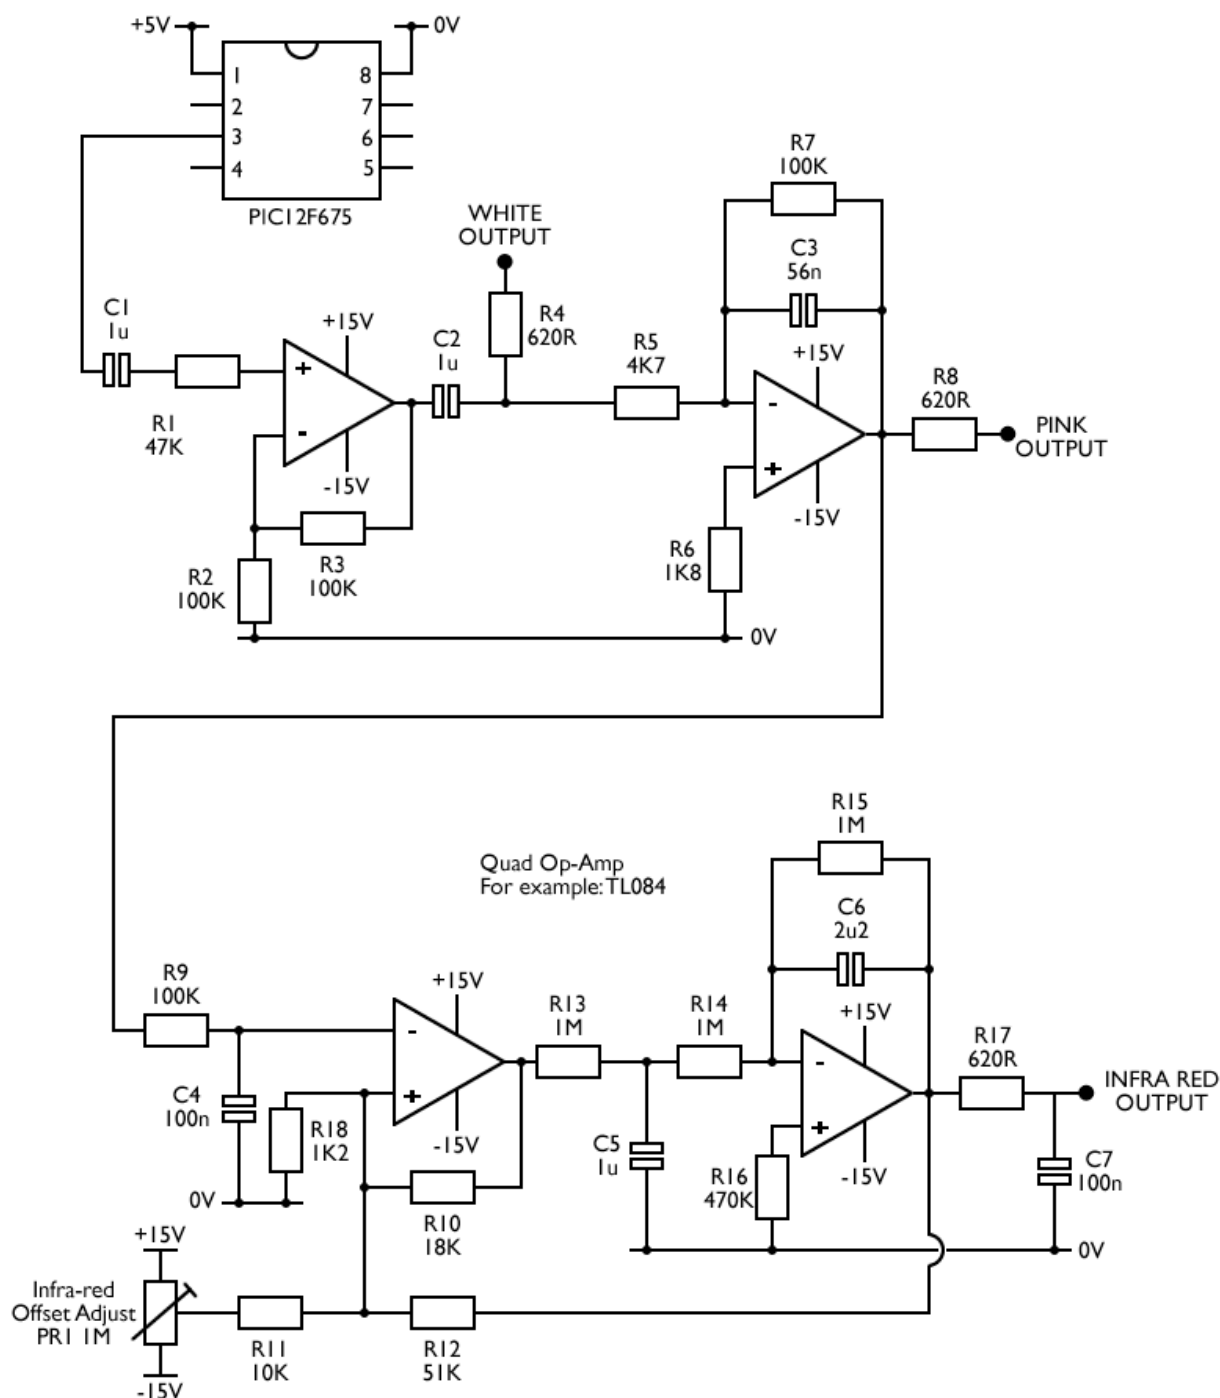 +5V
0V
1
8
2
7
3
6
4
5
PIC12F675
WHITE
OUTPUT
R7
100K
C3
56n
C1
1u
R1
47K
+15V
+
-
-15V
C2
1u
R4
620R
R5
4K7
+15V
-
+
-15V
R8
620R
PINK
OUTPUT
R3
100K
R2
100K
R6
1K8
0V
R15
1M
Quad Op-Amp
For example: TL084
C6
2u2
R9
100K
+15V
-
+
-15V
R13
1M
R14
1M
+15V
-
+
-15V
R17
620R
INFRA RED
OUTPUT
C4
100n
R18
1K2
0V
C5
1u
R16
470K
C7
100n
0V
R10
18K
+15V
Infra-red
Offset Adjust
PR1 1M
-15V
R11
10K
R12
51K